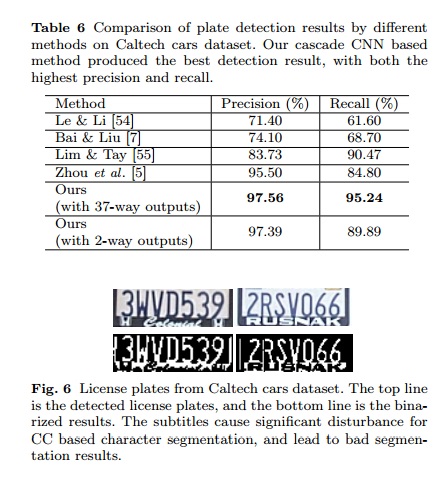 Table 6 Comparison of plate detection results by different
methods on Caltech cars dataset. Our cascade CNN based
method produced the best detection result, with both the
highest precision and recall.
Method Precision (%) Recall (%)
Le & Li [54] 71.40 61.60
Bai & Liu [7] 74.10 68.70
Lim & Tay [55] 83.73 90.47
Zhou et al. [5] 95.50 84.80
Ours
(with 37-way outputs) 97.56 95.24
Ours
(with 2-way outputs) 97.39 89.89
3WVD539 2RSV066
RUSNAK
3WVD539 2RSV066
RUSNAK
Fig. 6 License plates from Caltech cars dataset. The top line
is the detected license plates, and the bottom line is the bina-
rized results. The subtitles cause significant disturbance for
CC based character segmentation, and lead to bad segmen-
tation results.